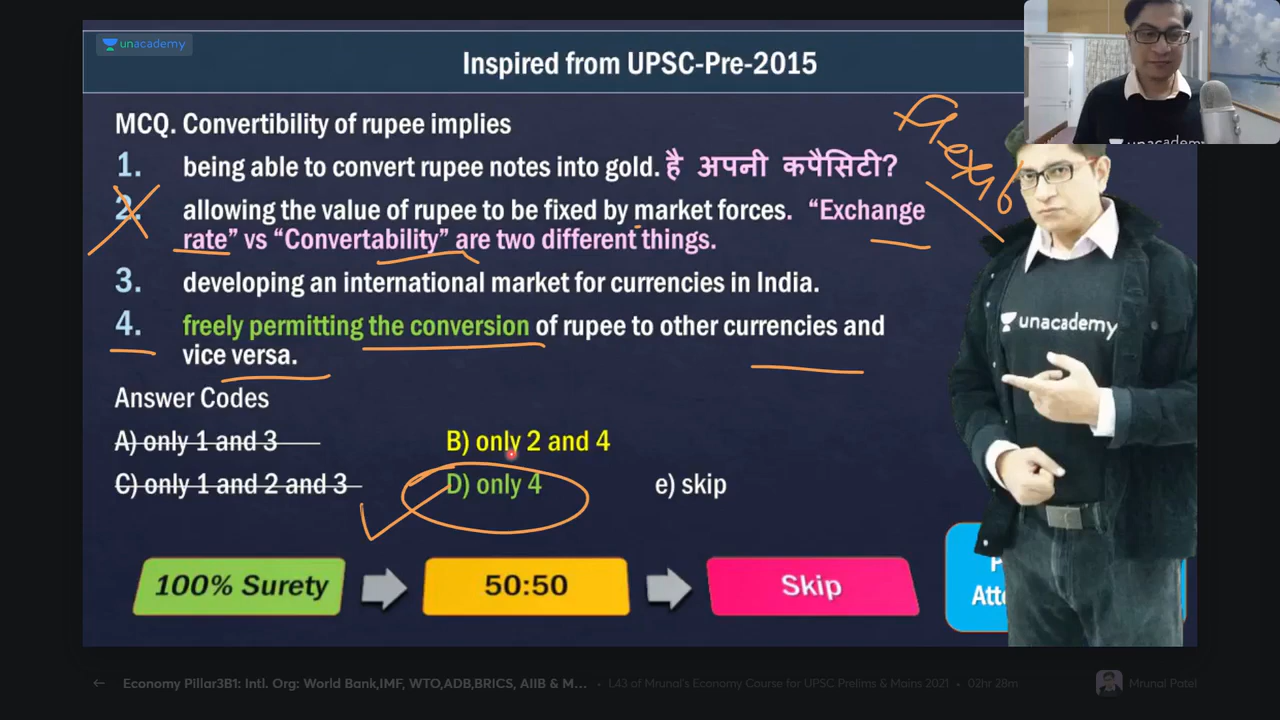 unacademy
Inspired from UPSC-Pre-2015
MCQ. Convertibility of rupee implies
1. being able to convert rupee notes into gold. है अपनी कपैसिटी?
2. allowing the value of rupee to be fixed by market forces. “Exchange
rate” vs “Convertability” are two different things.
3. developing an international market for currencies in India.
4. freely permitting the conversion of rupee to other currencies and
vice versa.
Answer Codes
A) only 1 and 3 B) only 2 and 4
C) only 1 and 2 and 3 D) only 4 e) skip
flexib
unacademy
unacademy
100% Surety 50:50 Skip
Economy Pillar3B1: Intl. Org: World Bank,IMF, WTO,ADB,BRICS, AIIB & M... • L43 of Mrunal's Economy Course for UPSC Prelims & Mains 2021 • 02hr 28m Mrunal Patel